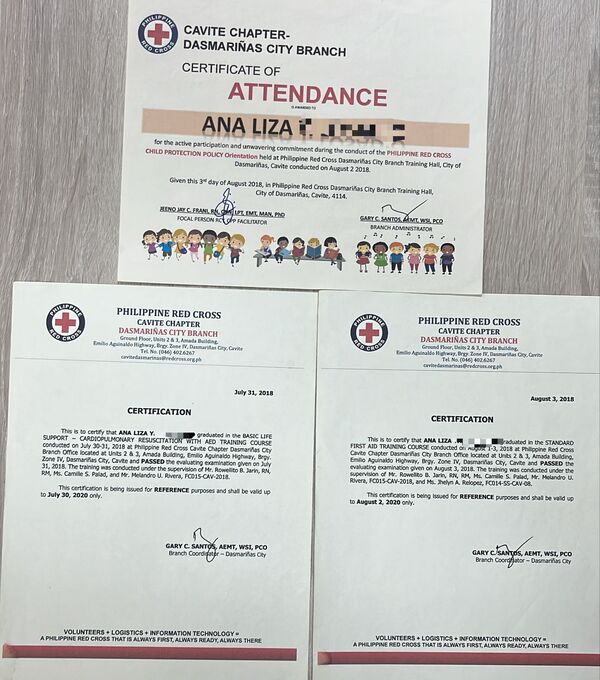 PHILIPPINE
RED CROSS
CAVITE CHAPTER-
DASMARIÑAS CITY BRANCH
CERTIFICATE OF
ATTENDANCE
IS AWARDED TO
ANA LIZA
for the active participation and unwavering commitment during the conduct of the PHILIPPINE RED CROSS
CHILD PROTECTION POLICY Orientation held at Philippine Red Cross Dasmariñas City Branch Training Hall, City of
Dasmariñas, Cavite conducted on August 2 2018.
Given this 3rd day of August 2018, in Philippine Red Cross Dasmariñas City Branch Training Hall,
City of Dasmariñas, Cavite, 4114.
JEENO JAY C. FRANI, RN, LPT, EMT, MAN, PhD
FOCAL PERSON RCY CPP FACILITATOR
GARY C. SANTOS, AEMT, WSI, PCO
BRANCH ADMINISTRATOR
PHILIPPINE
RED CROSS
PHILIPPINE RED CROSS
CAVITE CHAPTER
DASMARIÑAS CITY BRANCH
Ground Floor, Units 2 & 3, Amada Building,
Emilio Aguinaldo Highway, Brgy. Zone IV, Dasmariñas City, Cavite
Tel. No. (046) 402.6267
cavitedasmarinas@redcross.org.ph
July 31, 2018
CERTIFICATION
This is to certify that ANA LIZA Y. graduated in the BASIC LIFE
SUPPORT – CARDIOPULMONARY RESUSCITATION WITH AED TRAINING COURSE
conducted on July 30-31, 2018 at Philippine Red Cross Cavite Chapter Dasmariñas City
Branch Office located at Units 2 & 3, Amada Building, Emilio Aguinaldo Highway, Brgy.
Zone IV, Dasmariñas City, Cavite and PASSED the evaluating examination given on July
31, 2018. The training was conducted under the supervision of Mr. Rowelito B. Jarin, RN,
RM, Ms. Camille S. Palad, and Mr. Melandro U. Rivera, FC015-CAV-2018.
This certification is being issued for REFERENCE purposes and shall be valid up
to July 30, 2020 only.
GARY C. SANTOS, AEMT, WSI, PCO
Branch Coordinator – Dasmariñas City
VOLUNTEERS + LOGISTICS + INFORMATION TECHNOLOGY =
A PHILIPPINE RED CROSS THAT IS ALWAYS FIRST, ALWAYS READY, ALWAYS THERE
PHILIPPINE
RED CROSS
PHILIPPINE RED CROSS
CAVITE CHAPTER
DASMARIÑAS CITY BRANCH
Ground Floor, Units 2 & 3, Amada Building,
Emilio Aguinaldo Highway, Brgy. Zone IV, Dasmariñas City, Cavite
Tel. No. (046) 402.6267
cavitedasmarinas@redcross.org.ph
August 3, 2018
CERTIFICATION
This is to certify that ANA LIZA graduated in the STANDARD
FIRST AID TRAINING COURSE conducted on August 1-3, 2018 at Philippine Red Cross
Cavite Chapter Dasmariñas City Branch Office located at Units 2 & 3, Amada Building,
Emilio Aguinaldo Highway, Brgy. Zone IV, Dasmariñas City, Cavite and PASSED the
evaluating examination given on August 3, 2018. The training was conducted under the
supervision of Mr. Rowelito B. Jarin, RN, RM, Ms. Camille S. Palad, Mr. Melandro U.
Rivera, FC015-CAV-2018, and Ms. Jhelyn A. Relopez, FC014-SS-CAV-08.
This certification is being issued for REFERENCE purposes and shall be valid up
to August 2, 2020 only.
GARY C. SANTOS, AEMT, WSI, PCO
Branch Coordinator – Dasmariñas City
VOLUNTEERS + LOGISTICS + INFORMATION TECHNOLOGY =
A PHILIPPINE RED CROSS THAT IS ALWAYS FIRST, ALWAYS READY, ALWAYS THERE